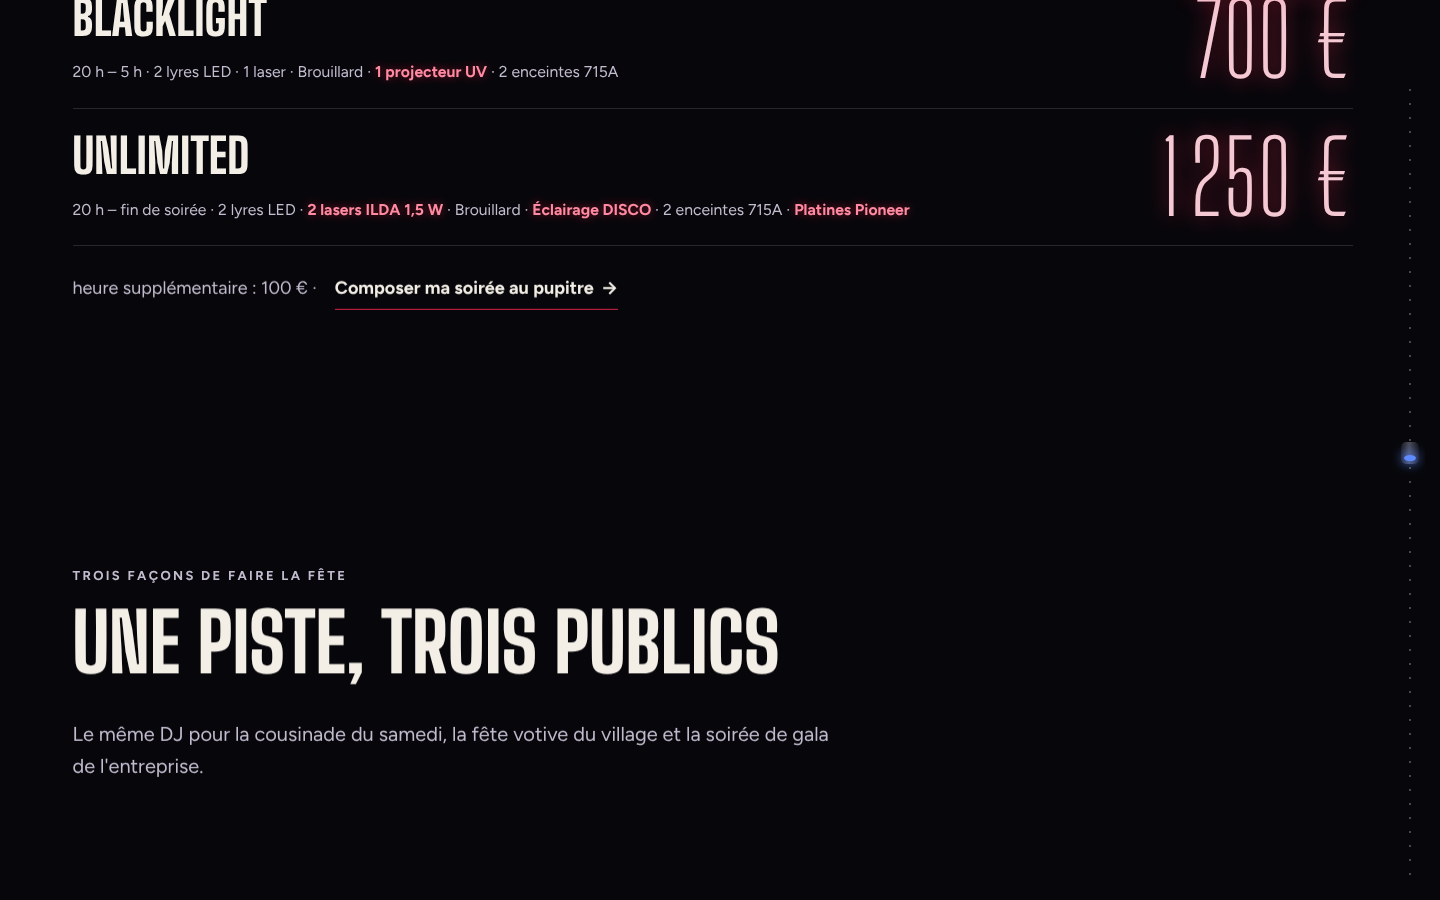 BLACKLIGHT
700 €
20 h – 5 h · 2 lyres LED · 1 laser · Brouillard · 1 projecteur UV · 2 enceintes 715A
UNLIMITED
1 250 €
20 h – fin de soirée · 2 lyres LED · 2 lasers ILDA 1,5 W · Brouillard · Éclairage DISCO · 2 enceintes 715A · Platines Pioneer
heure supplémentaire : 100 € · Composer ma soirée au pupitre →
TROIS FAÇONS DE FAIRE LA FÊTE
UNE PISTE, TROIS PUBLICS
Le même DJ pour la cousinade du samedi, la fête votive du village et la soirée de gala
de l'entreprise.